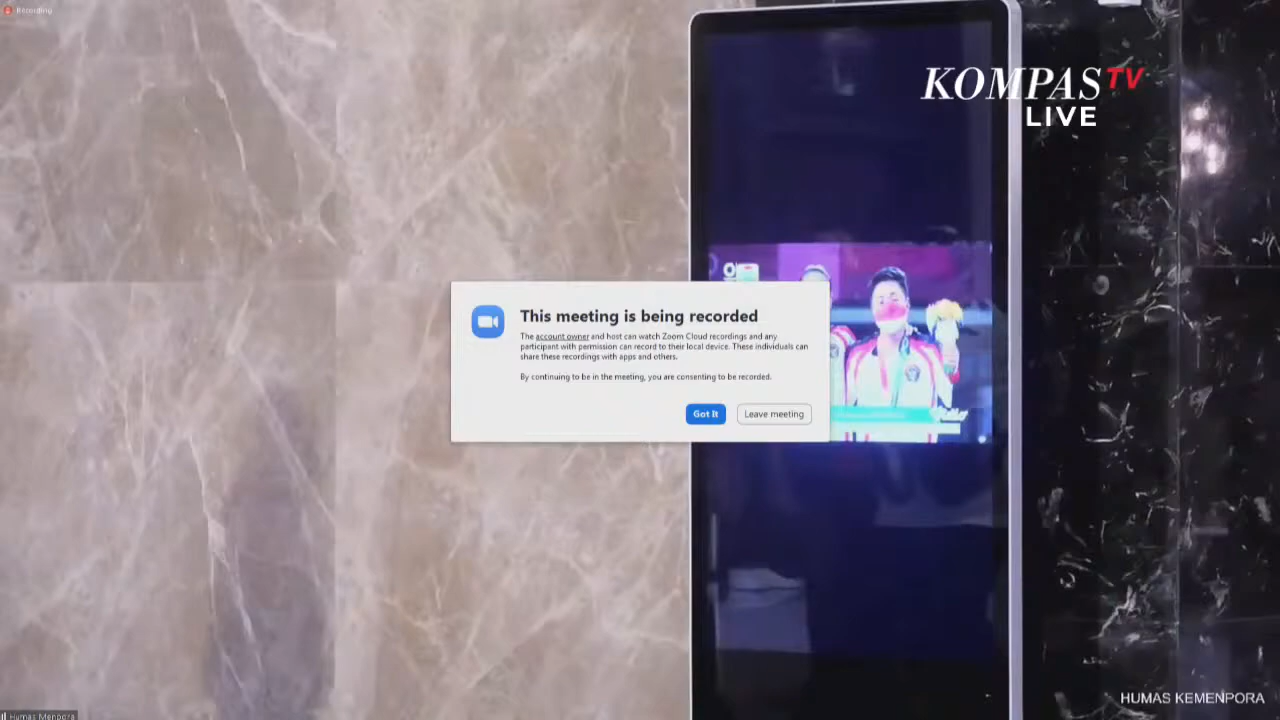 Recording
KOMPAS TV
LIVE
This meeting is being recorded
The account owner and host can watch Zoom Cloud recordings and any
participant with permission can record to their local device. These individuals can
share these recordings with apps and others.
By continuing to be in the meeting, you are consenting to be recorded.
Got It
Leave meeting
HUMAS KEMENPORA
Humas Menpora